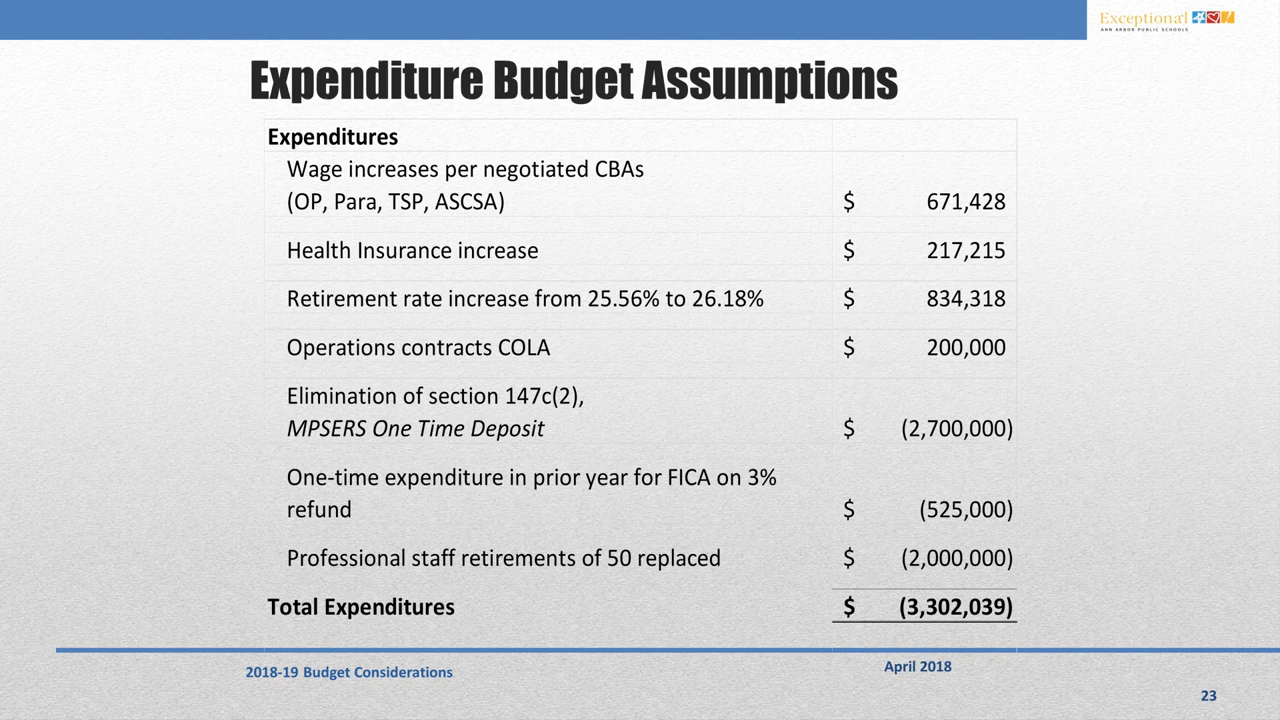 Exceptional
ANN ARBOR PUBLIC SCHOOLS
Expenditure Budget Assumptions
Expenditures
Wage increases per negotiated CBAs
(OP, Para, TSP, ASCSA) $ 671,428
Health Insurance increase $ 217,215
Retirement rate increase from 25.56% to 26.18% $ 834,318
Operations contracts COLA $ 200,000
Elimination of section 147c(2),
MPSERS One Time Deposit $ (2,700,000)
One-time expenditure in prior year for FICA on 3%
refund $ (525,000)
Professional staff retirements of 50 replaced $ (2,000,000)
Total Expenditures $ (3,302,039)
2018-19 Budget Considerations
April 2018
23